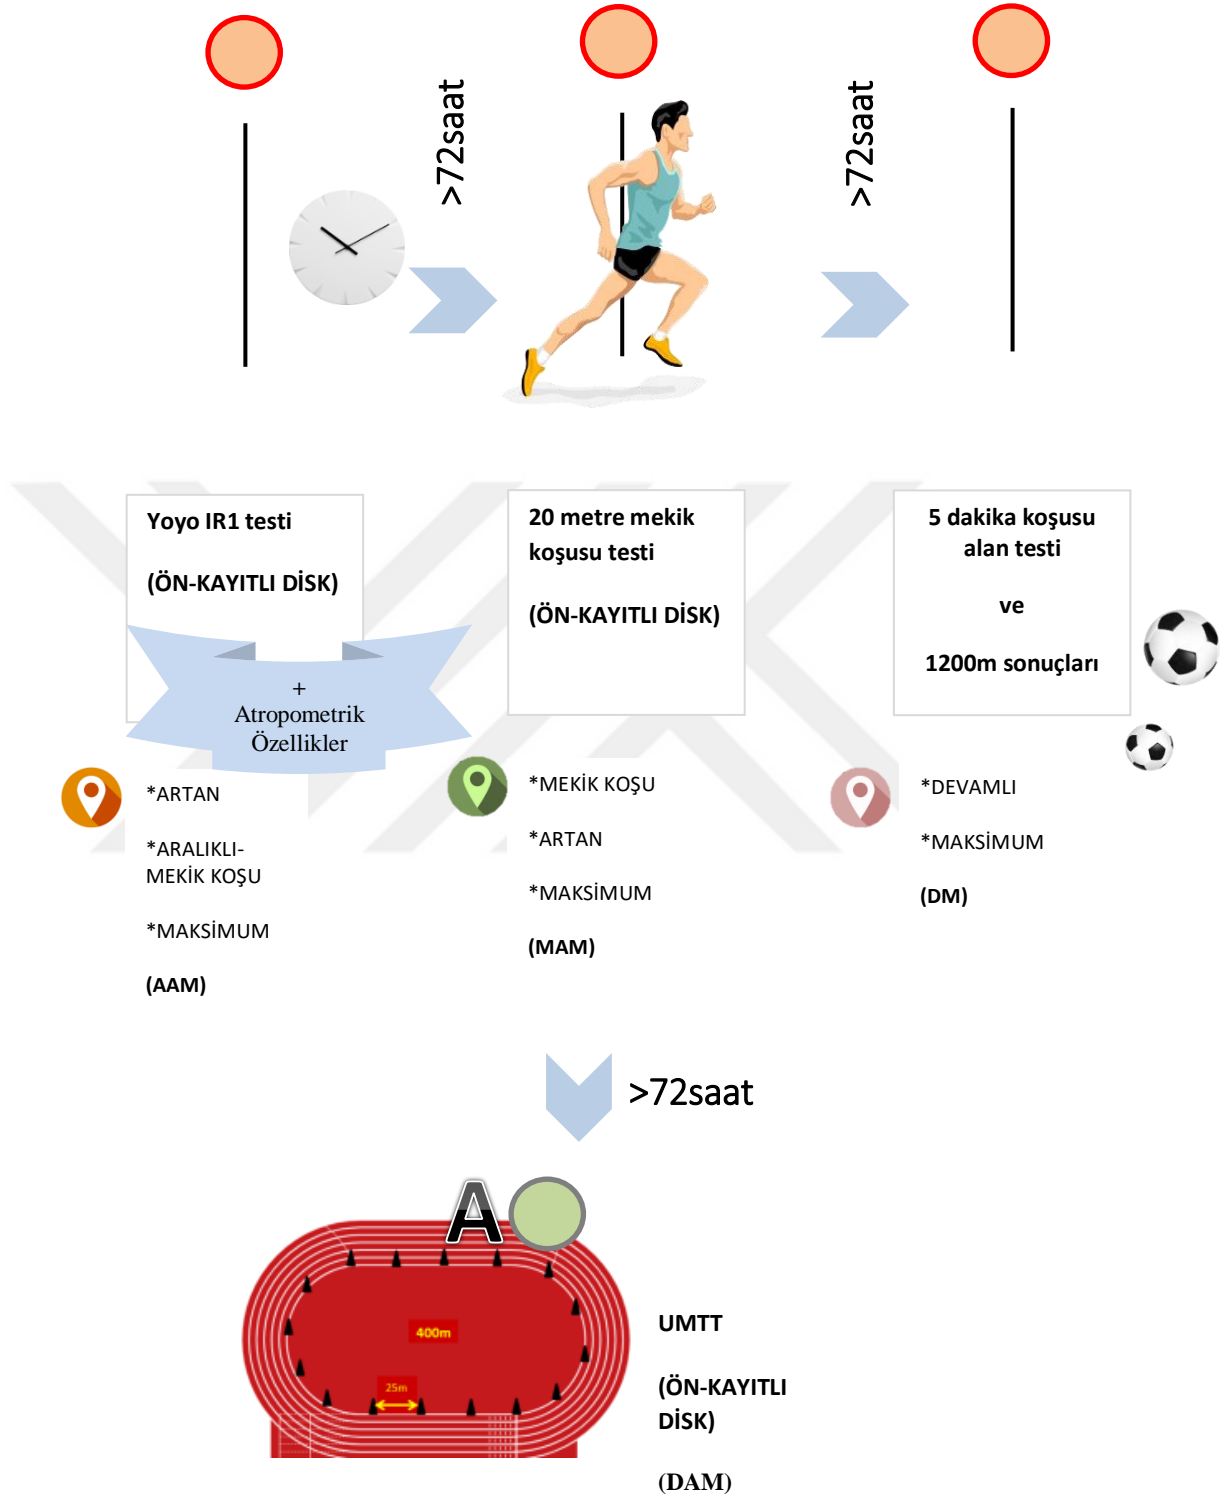 >72saat
>72saat
Yoyo IR1 testi
(ÖN-KAYITLI DİSK)
+
Atropometrik
Özellikler
*ARTAN
*ARALIKLI-
MEKİK KOŞU
*MAKSİMUM
(AAM)
20 metre mekik
koşusu testi
(ÖN-KAYITLI DİSK)
*MEKİK KOŞU
*ARTAN
*MAKSİMUM
(MAM)
5 dakika koşusu
alan testi
ve
1200m sonuçları
*DEVAMLI
*MAKSİMUM
(DM)
>72saat
A
400m
25m
UMTT
(ÖN-KAYITLI
DİSK)
(DAM)